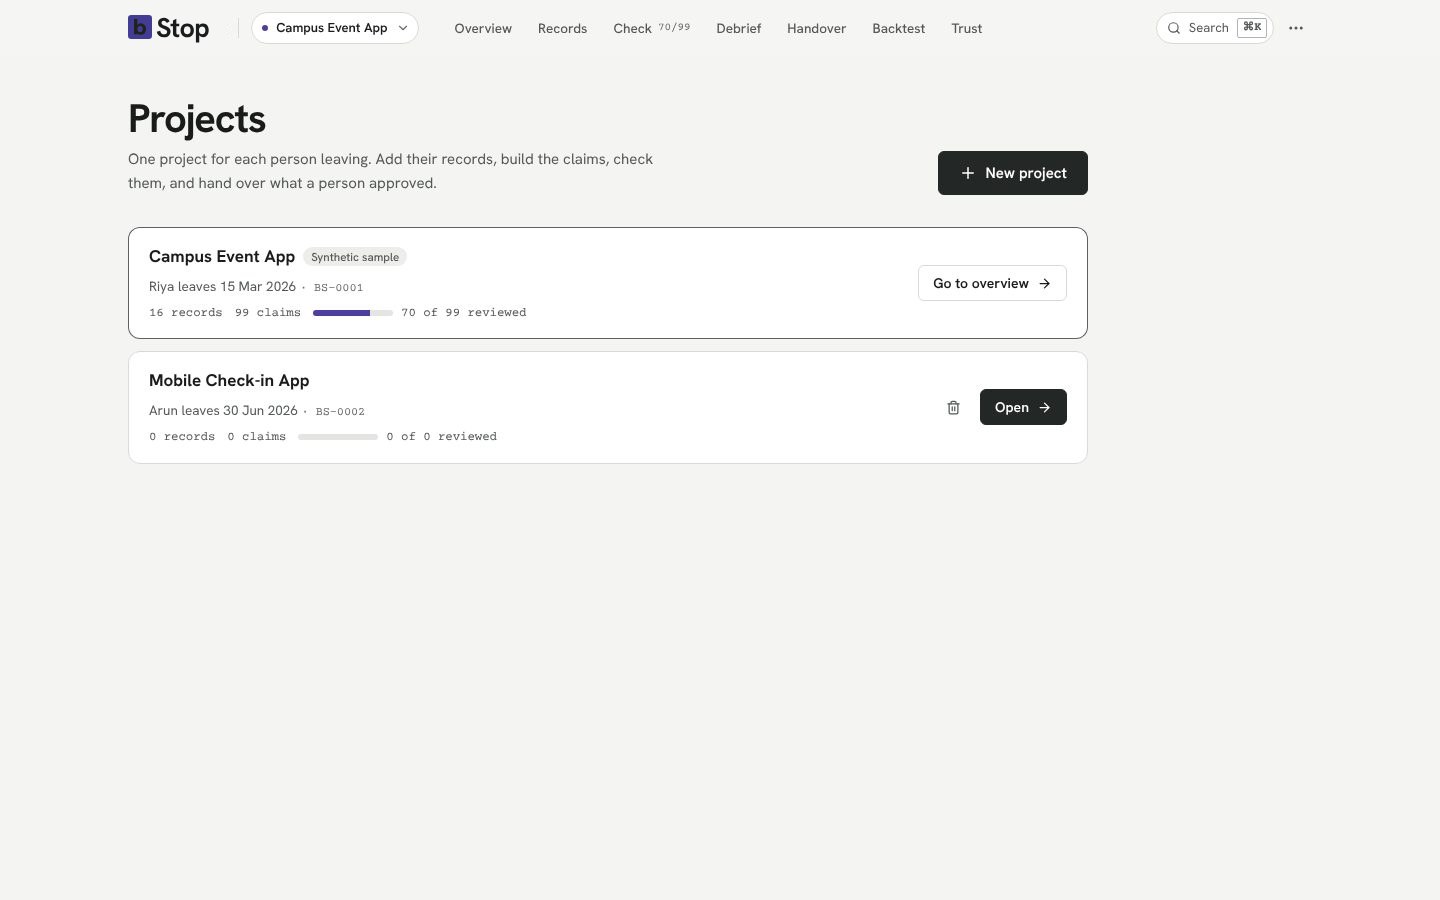 b Stop
Campus Event App
Overview
Records
Check 70/99
Debrief
Handover
Backtest
Trust
Search ⌘K
Projects
One project for each person leaving. Add their records, build the claims, check
them, and hand over what a person approved.
New project
Campus Event App Synthetic sample
Riya leaves 15 Mar 2026 · BS-0001
16 records 99 claims 70 of 99 reviewed
Go to overview
Mobile Check-in App
Arun leaves 30 Jun 2026 · BS-0002
0 records 0 claims 0 of 0 reviewed
Open